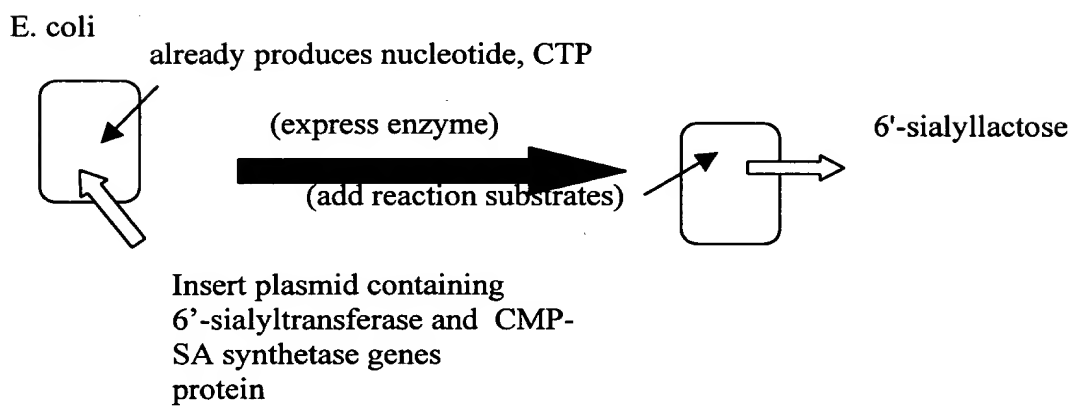 E. coli
already produces nucleotide, CTP
(express enzyme)
6'-sialyllactose
(add reaction substrates)
Insert plasmid containing
6’-sialyltransferase and CMP-
SA synthetase genes
protein